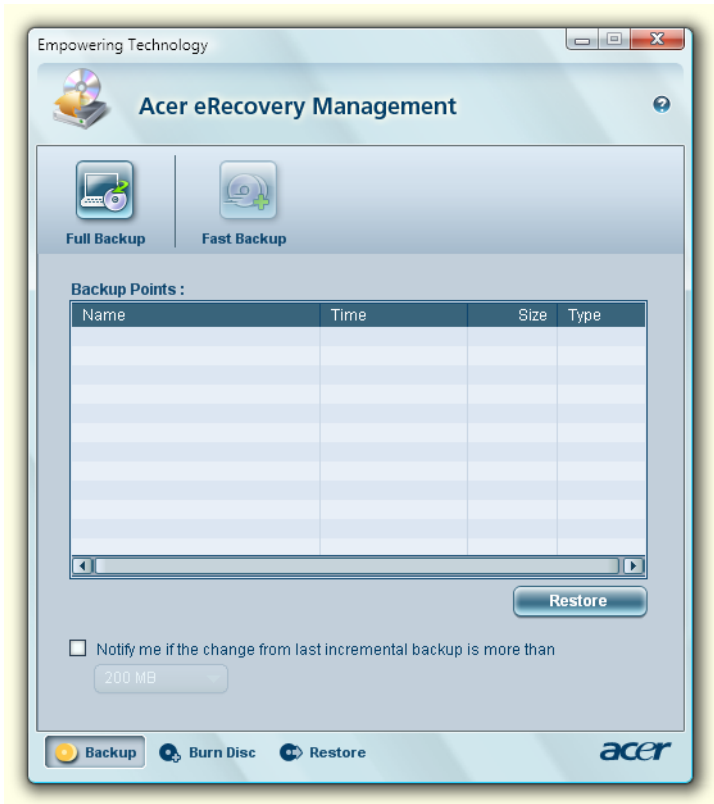 Empowering Technology
Acer eRecovery Management
Full Backup Fast Backup
Backup Points :
Name Time Size Type
Restore
Notify me if the change from last incremental backup is more than
200 MB
Backup Burn Disc Restore acer